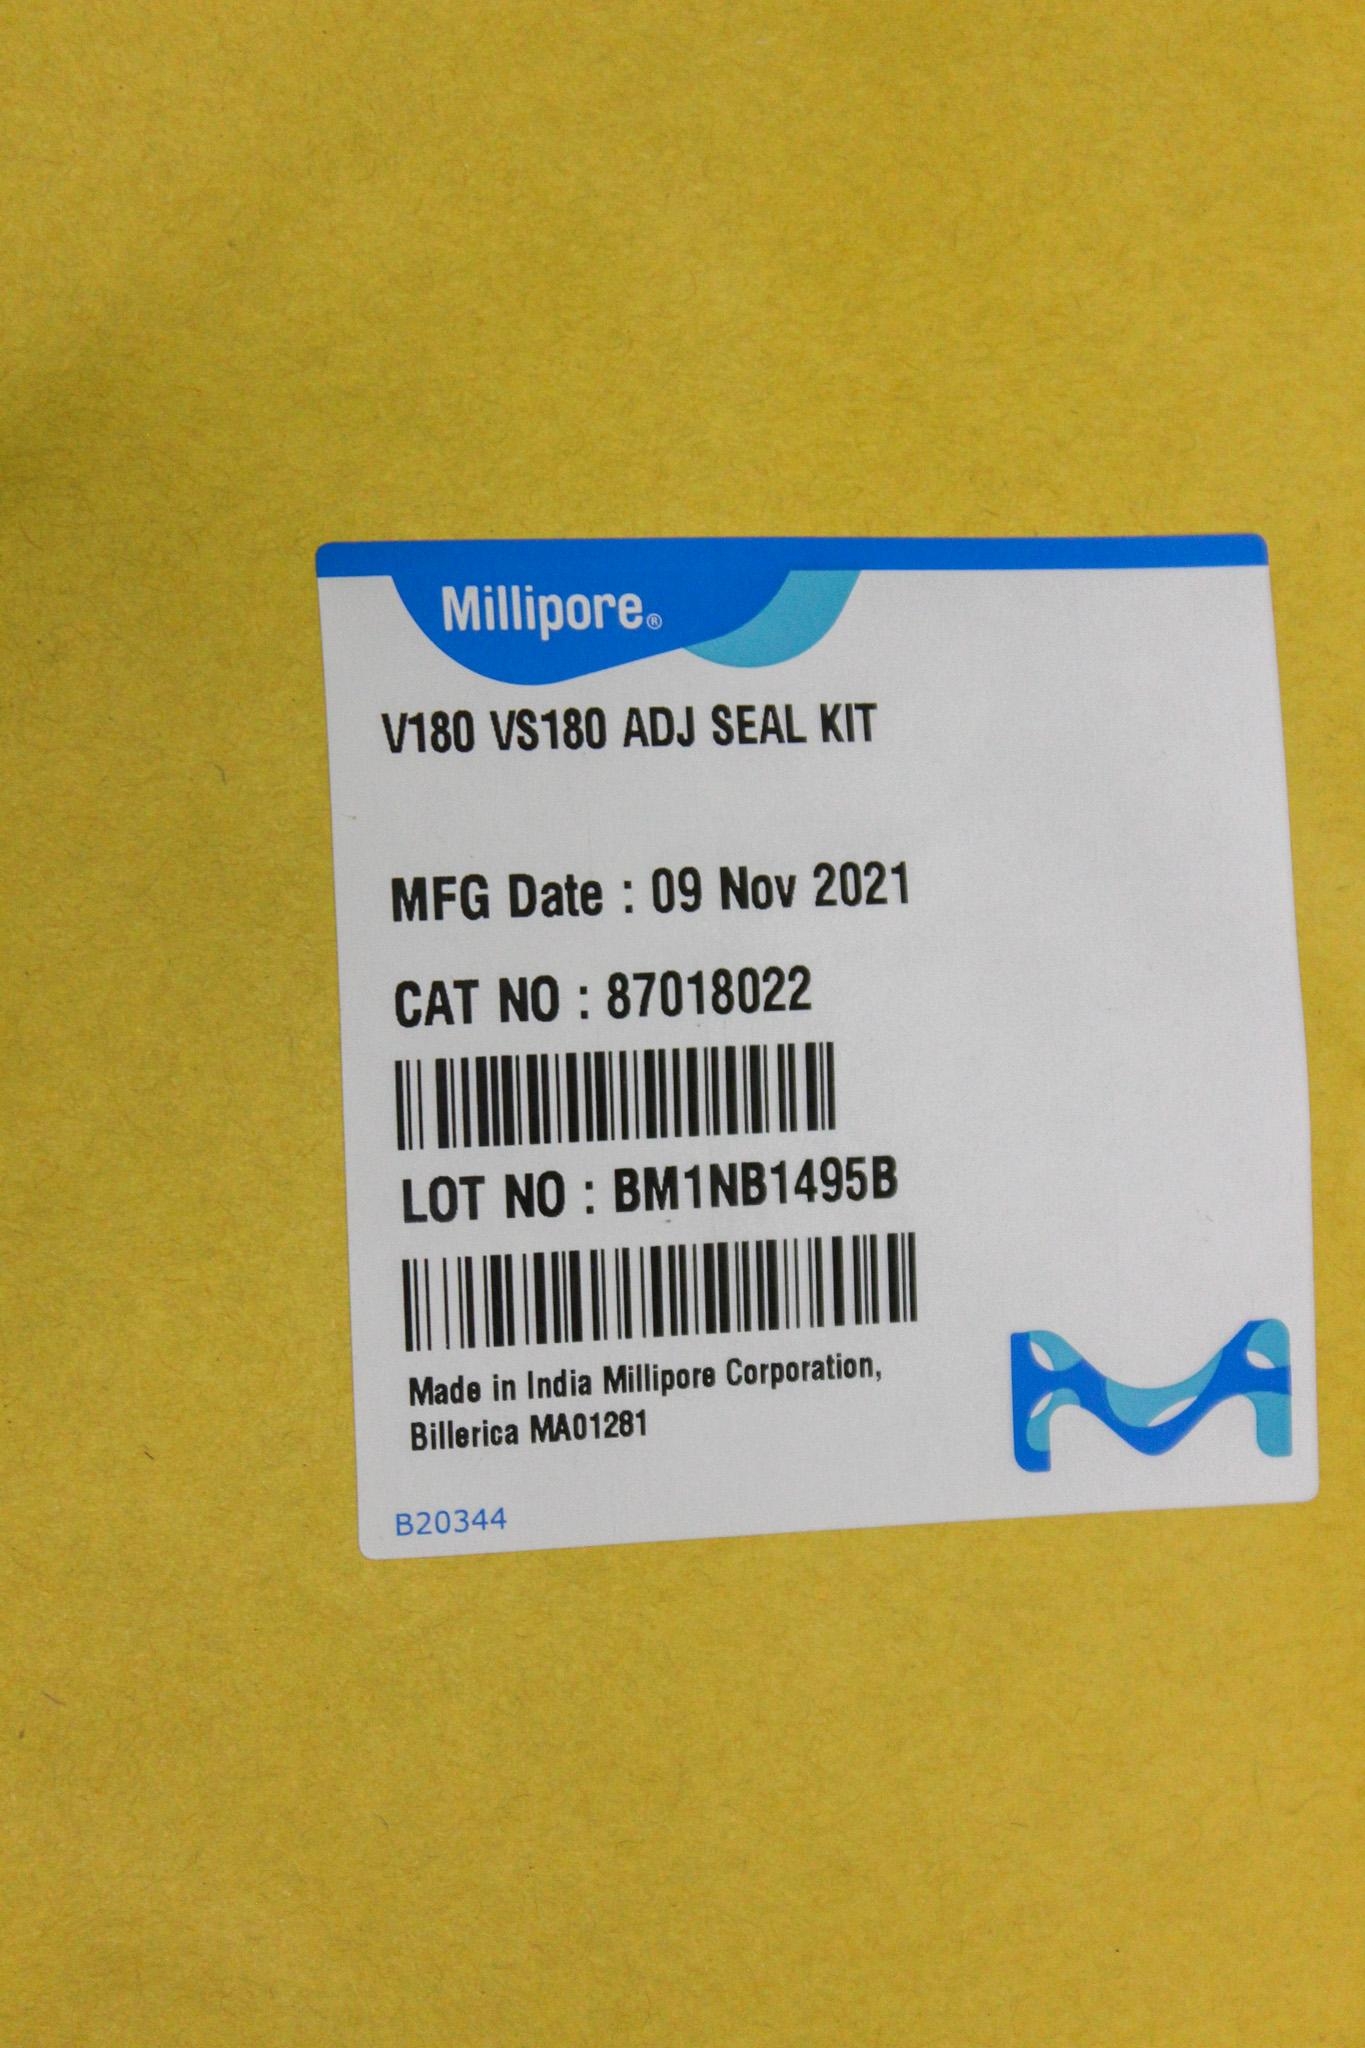 Millipore®
V180 VS180 ADJ SEAL KIT
MFG Date : 09 Nov 2021
CAT NO : 87018022
LOT NO : BM1NB1495B
Made in India Millipore Corporation,
Billerica MA01281
B20344